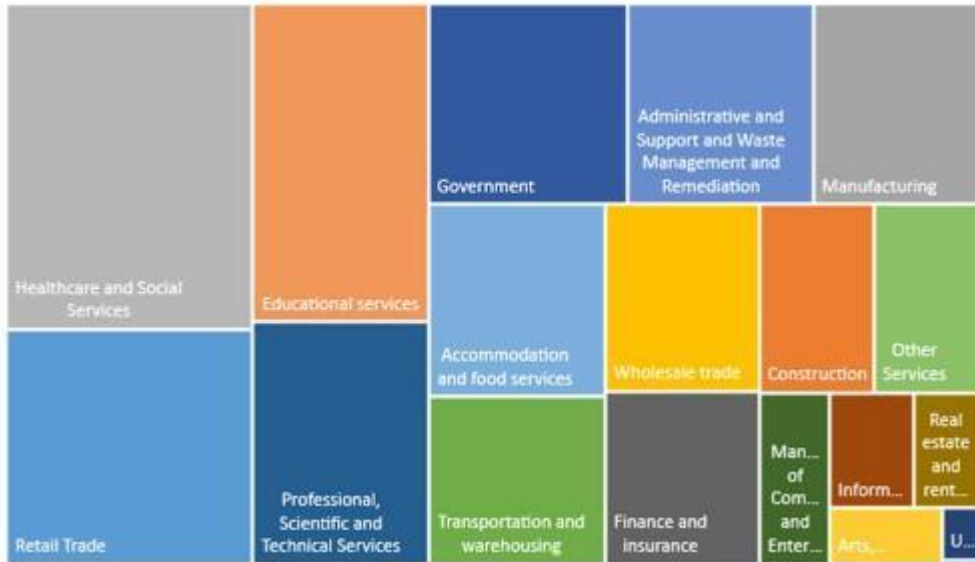 Healthcare and Social
Services
Retail Trade
Educational services
Professional,
Scientific and
Technical Services
Government
Administrative and
Support and Waste
Management and
Remediation
Manufacturing
Accommodation
and food services
Wholesale trade
Construction
Other
Services
Transportation and
warehousing
Finance and
insurance
Man...
of
Com...
and
Enter...
Inform...
Real
estate
and
rent...
Arts,...
U...